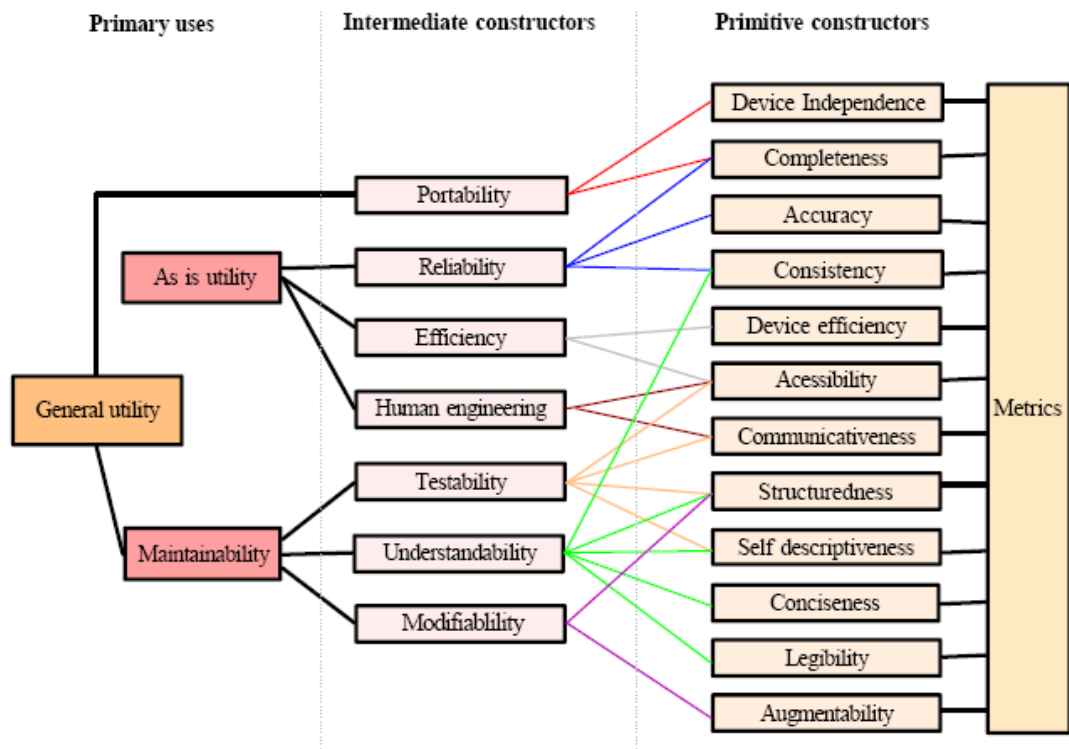 Primary uses
Intermediate constructors
Primitive constructors
Device Independence
Completeness
Portability
Accuracy
As is utility
Reliability
Consistency
Efficiency
Device efficiency
Acessibility
General utility
Human engineering
Metrics
Communicativeness
Testability
Structuredness
Maintainability
Understandability
Self descriptiveness
Conciseness
Modifiablility
Legibility
Augmentability